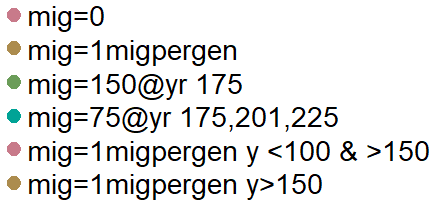 mig=0
mig=1migpergen
mig=150@yr 175
mig=75@yr 175,201,225
mig=1migpergen y <100 & >150
mig=1migpergen y>150